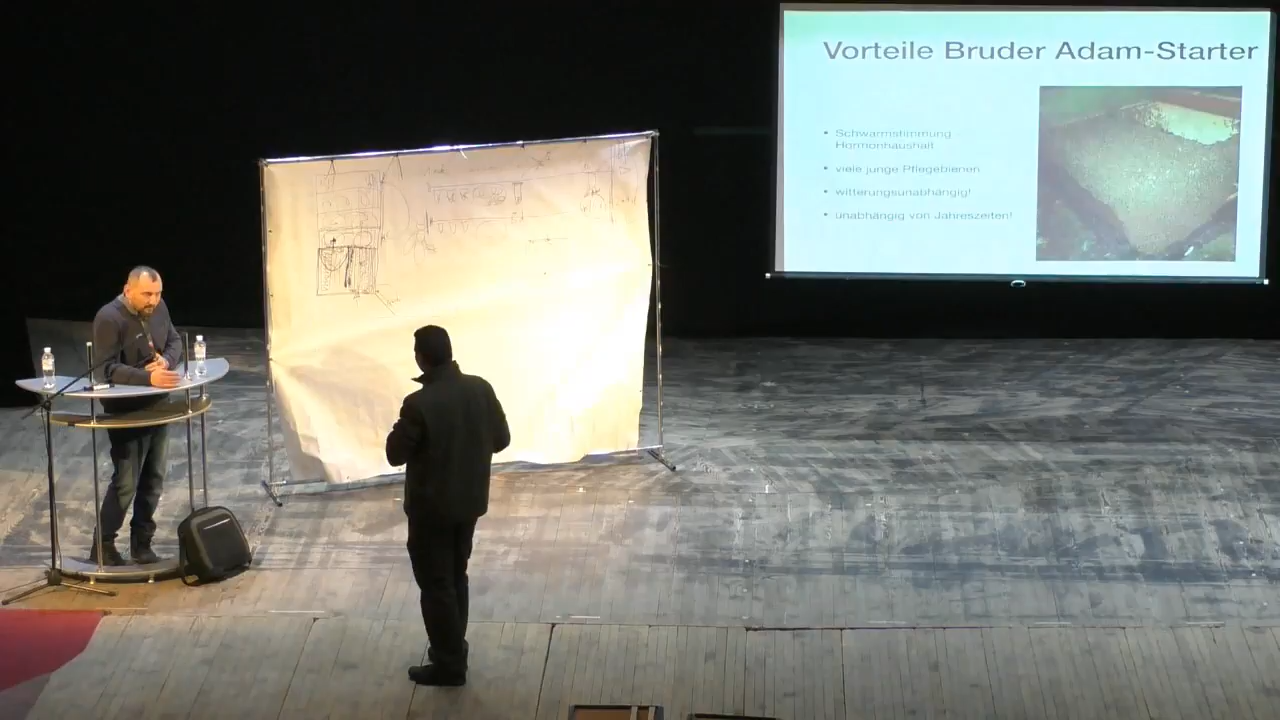 Vorteile Bruder Adam-Starter
• Schwarmstimmung
Hormonhaushalt
• viele junge Pflegebienen
• witterungsunabhängig!
• unabhängig von Jahreszeiten!